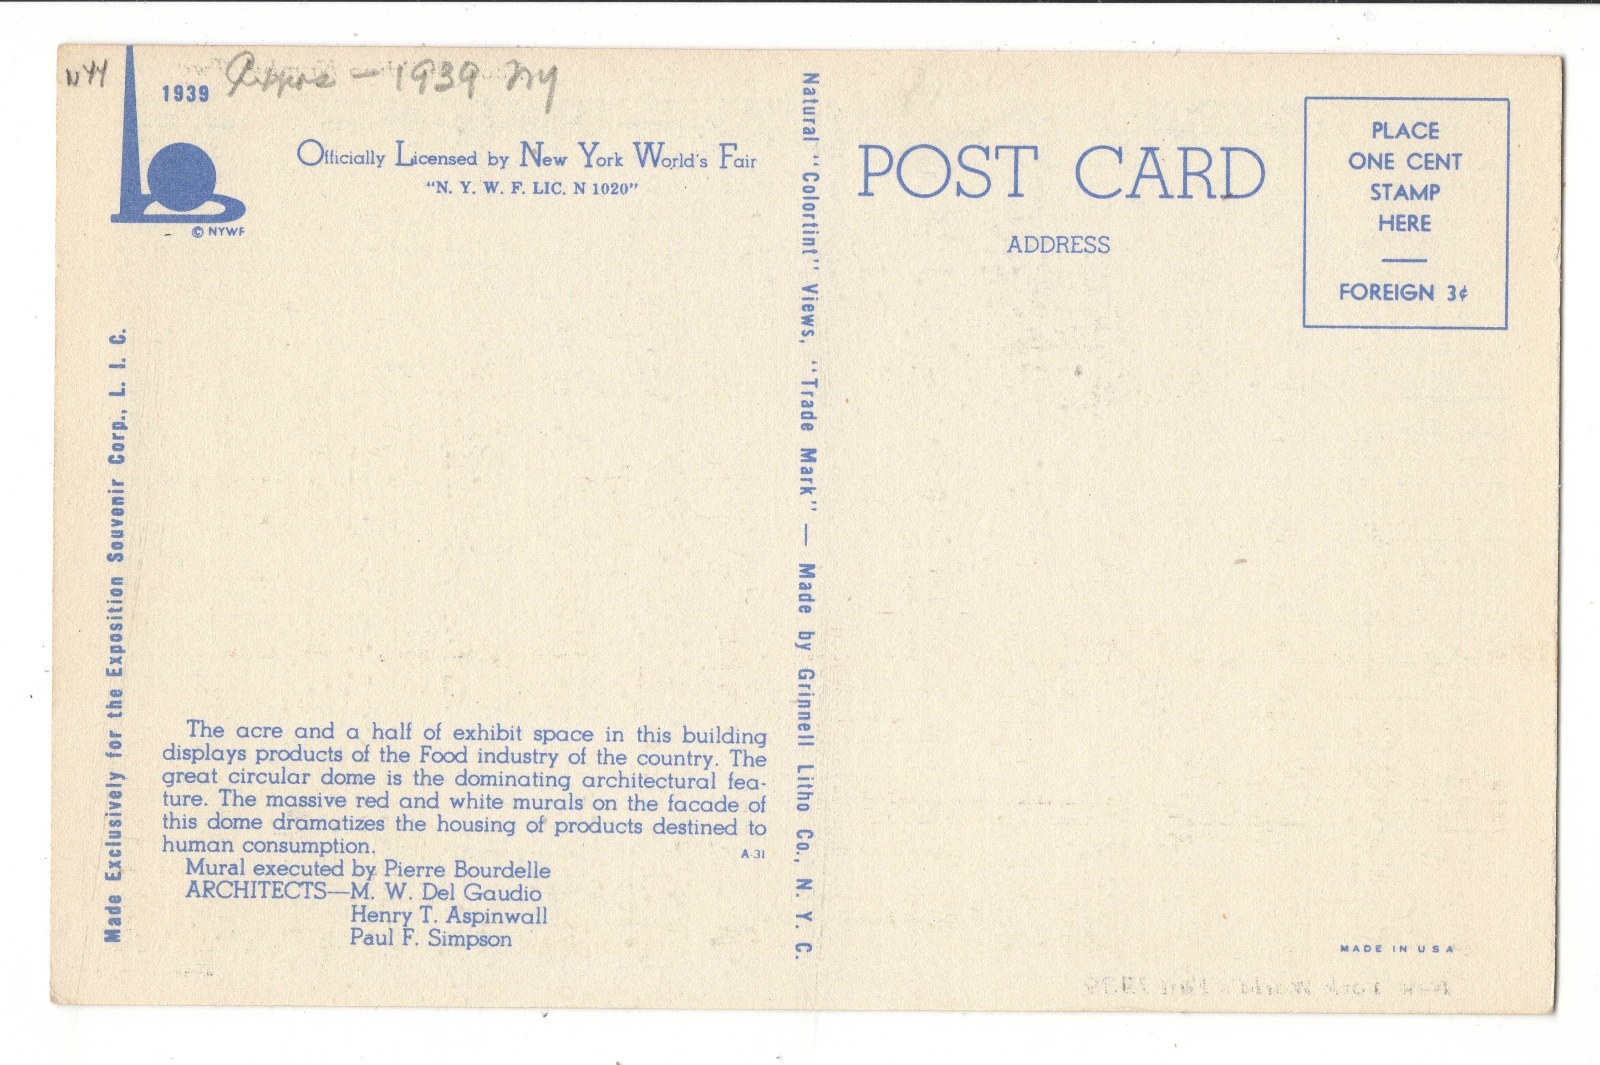 1939
Expos — 1939 NY
© NYWF
Officially Licensed by New York World's Fair
"N. Y. W. F. LIC. N 1020"
Made Exclusively for the Exposition Souvenir Corp., L. I. C.
The acre and a half of exhibit space in this building
displays products of the Food industry of the country. The
great circular dome is the dominating architectural fea-
ture. The massive red and white murals on the facade of
this dome dramatizes the housing of products destined to
human consumption.
A-31
Mural executed by Pierre Bourdelle
ARCHITECTS—M. W. Del Gaudio
Henry T. Aspinwall
Paul F. Simpson
Natural "Colortint" Views, "Trade Mark" — Made by Grinnell Litho Co., N. Y. C.
POST CARD
ADDRESS
PLACE
ONE CENT
STAMP
HERE
FOREIGN 3¢
MADE IN USA